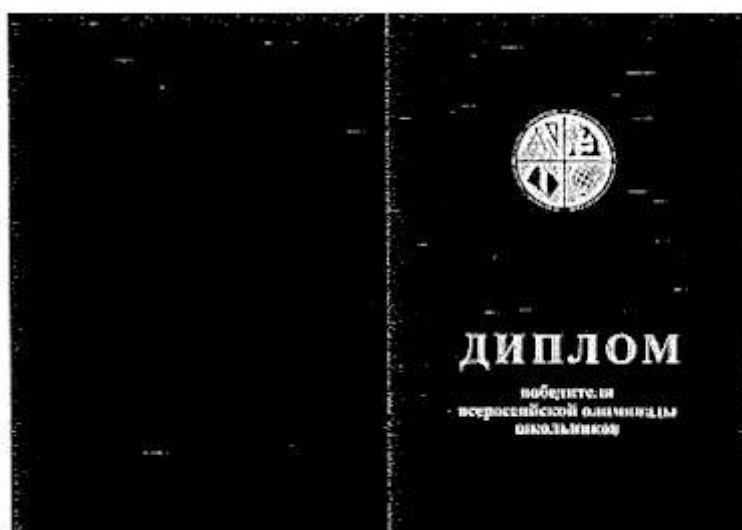 ДИПЛОМ
победителя
всероссийской олимпиады
школьников